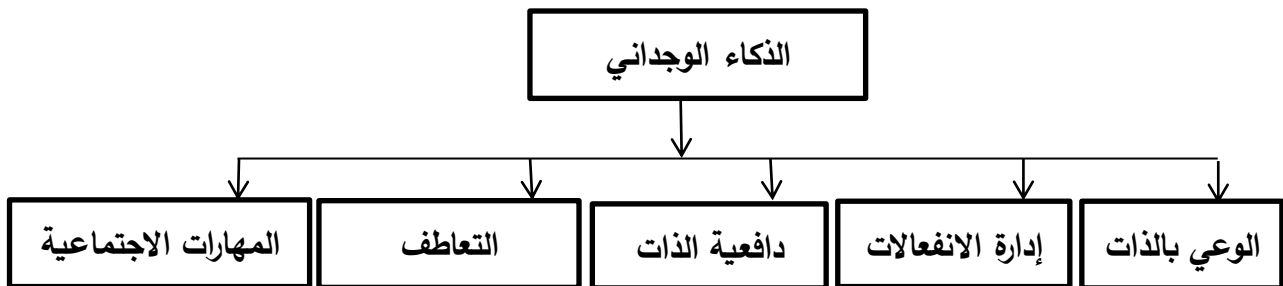 الذكاء الوجداني
الوعي بالذات
إدارة الانفعالات
دافعية الذات
التعاطف
المهارات الاجتماعية